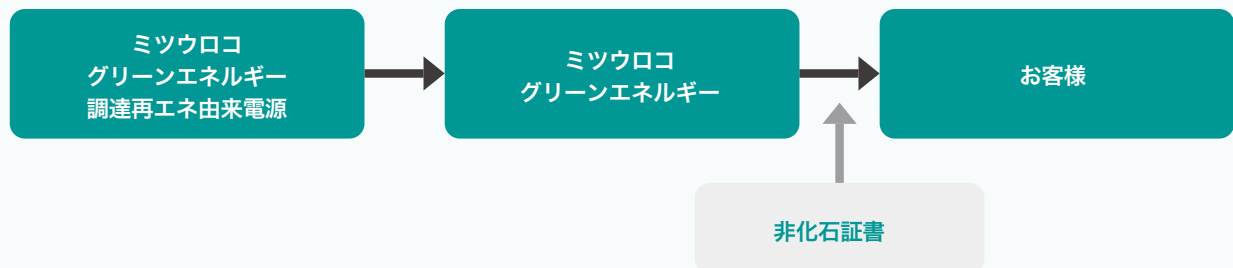 ミツウロコ
グリーンエネルギー
調達再エネ由来電源
ミツウロコ
グリーンエネルギー
お客様
非化石証書